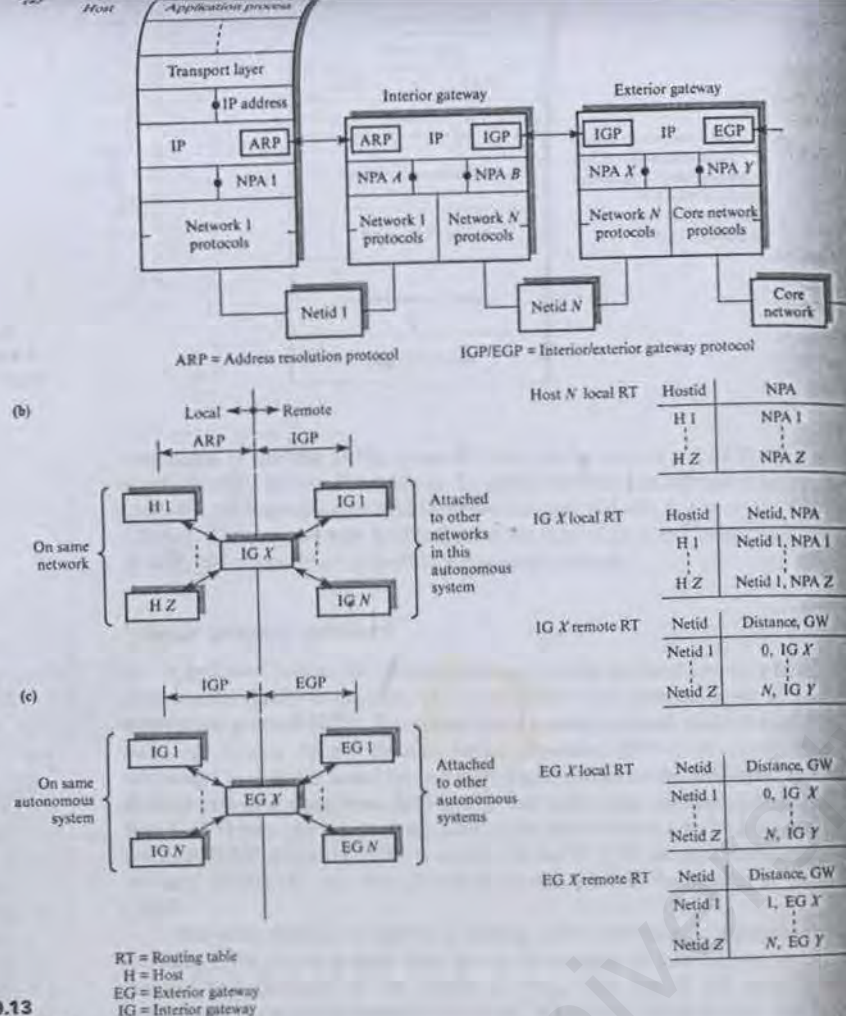 Host
Application process
Transport layer
IP address
IP
ARP
NPA 1
Network 1
protocols
Interior gateway
ARP
IP
IGP
NPA A
NPA B
Network 1
protocols
Network N
protocols
Exterior gateway
IGP
IP
EGP
NPA X
NPA Y
Network N
protocols
Core network
protocols
Netid 1
Netid N
Core
network
ARP = Address resolution protocol
IGP/EGP = Interior/exterior gateway protocol
(b)
Local
Remote
ARP
IGP
On same
network
H 1
H Z
IG X
IG 1
IG N
Attached
to other
networks
in this
autonomous
system
Host N local RT
Hostid
NPA
H 1
NPA 1
H Z
NPA Z
IG X local RT
Hostid
Netid, NPA
H 1
Netid 1, NPA 1
H Z
Netid 1, NPA Z
IG X remote RT
Netid
Distance, GW
Netid 1
0, IG X
Netid Z
N, IG Y
(c)
IGP
EGP
On same
autonomous
system
IG 1
IG N
EG X
EG 1
EG N
Attached
to other
autonomous
systems
EG X local RT
Netid
Distance, GW
Netid 1
0, IG X
Netid Z
N, IG Y
EG X remote RT
Netid
Distance, GW
Netid 1
1, EG X
Netid Z
N, EG Y
RT = Routing table
H = Host
EG = Exterior gateway
IG = Interior gateway
.13